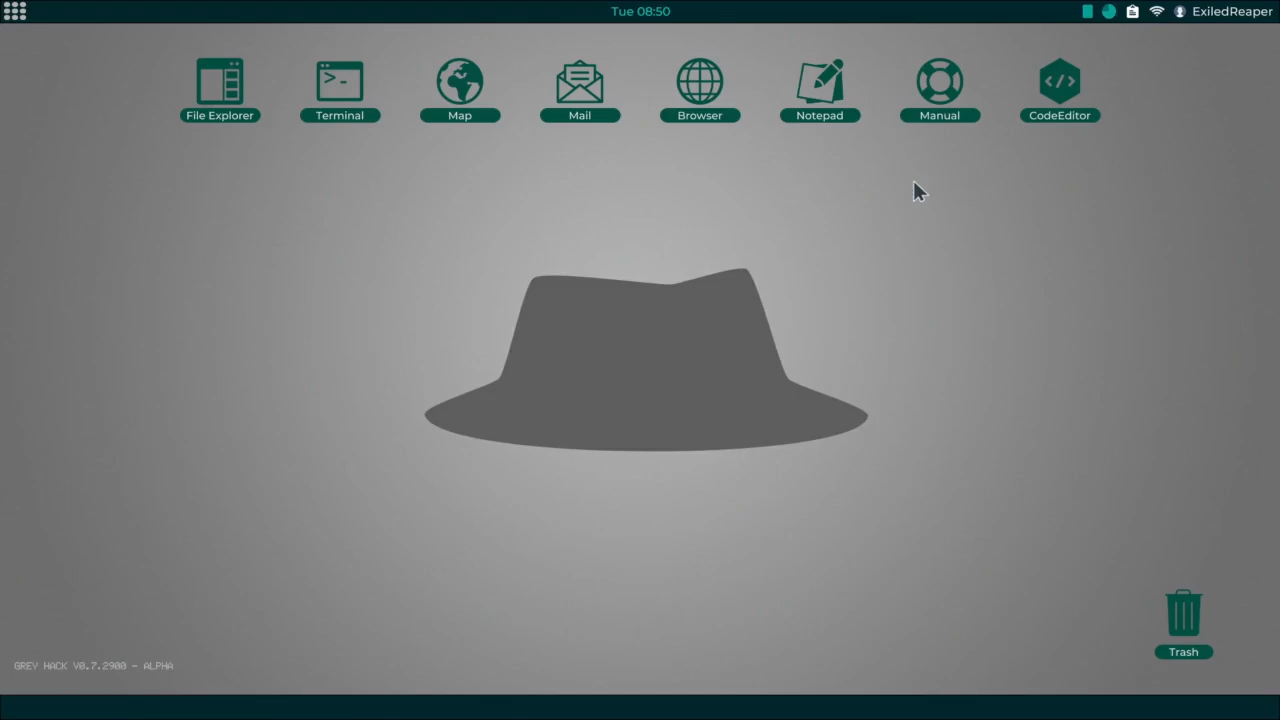 Tue 08:50
ExiledReaper
File Explorer
Terminal
Map
Mail
Browser
Notepad
Manual
CodeEditor
Trash
GREY HACK V0.7.2900 - ALPHA